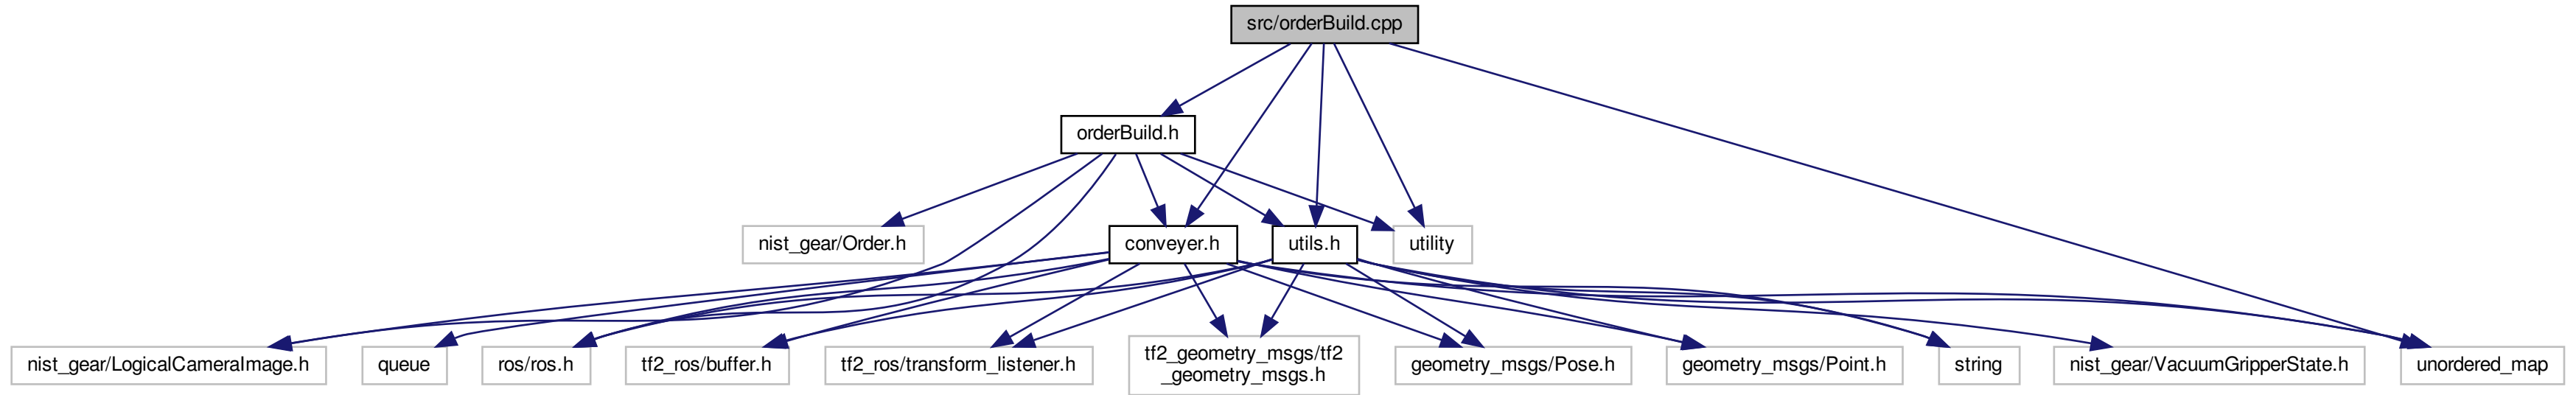 src/orderBuild.cpp
orderBuild.h
nist_gear/Order.h
conveyer.h
utils.h
utility
nist_gear/LogicalCameraImage.h
queue
ros/ros.h
tf2_ros/buffer.h
tf2_ros/transform_listener.h
tf2_geometry_msgs/tf2
_geometry_msgs.h
geometry_msgs/Pose.h
geometry_msgs/Point.h
string
nist_gear/VacuumGripperState.h
unordered_map